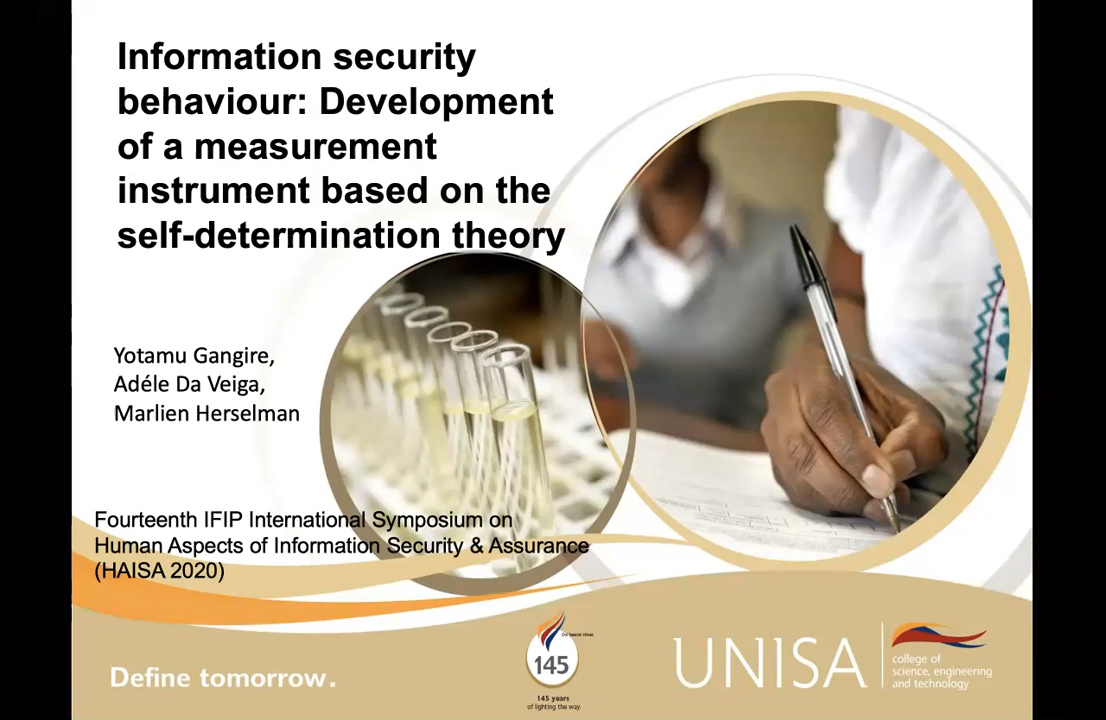 Information security
behaviour: Development
of a measurement
instrument based on the
self-determination theory
Yotamu Gangire,
Adéle Da Veiga,
Marlien Herselman
Fourteenth IFIP International Symposium on
Human Aspects of Information Security & Assurance
(HAISA 2020)
Define tomorrow.
145
145 years
of lighting the way.
UNISA
college of
science, engineering
and technology